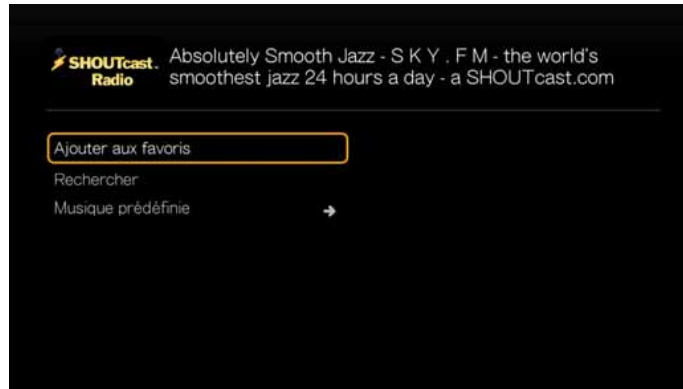 SHOUTcast.
Radio
Absolutely Smooth Jazz - S K Y . F M - the world's
smoothest jazz 24 hours a day - a SHOUTcast.com
Ajouter aux favoris
Rechercher
Musique prédéfinie